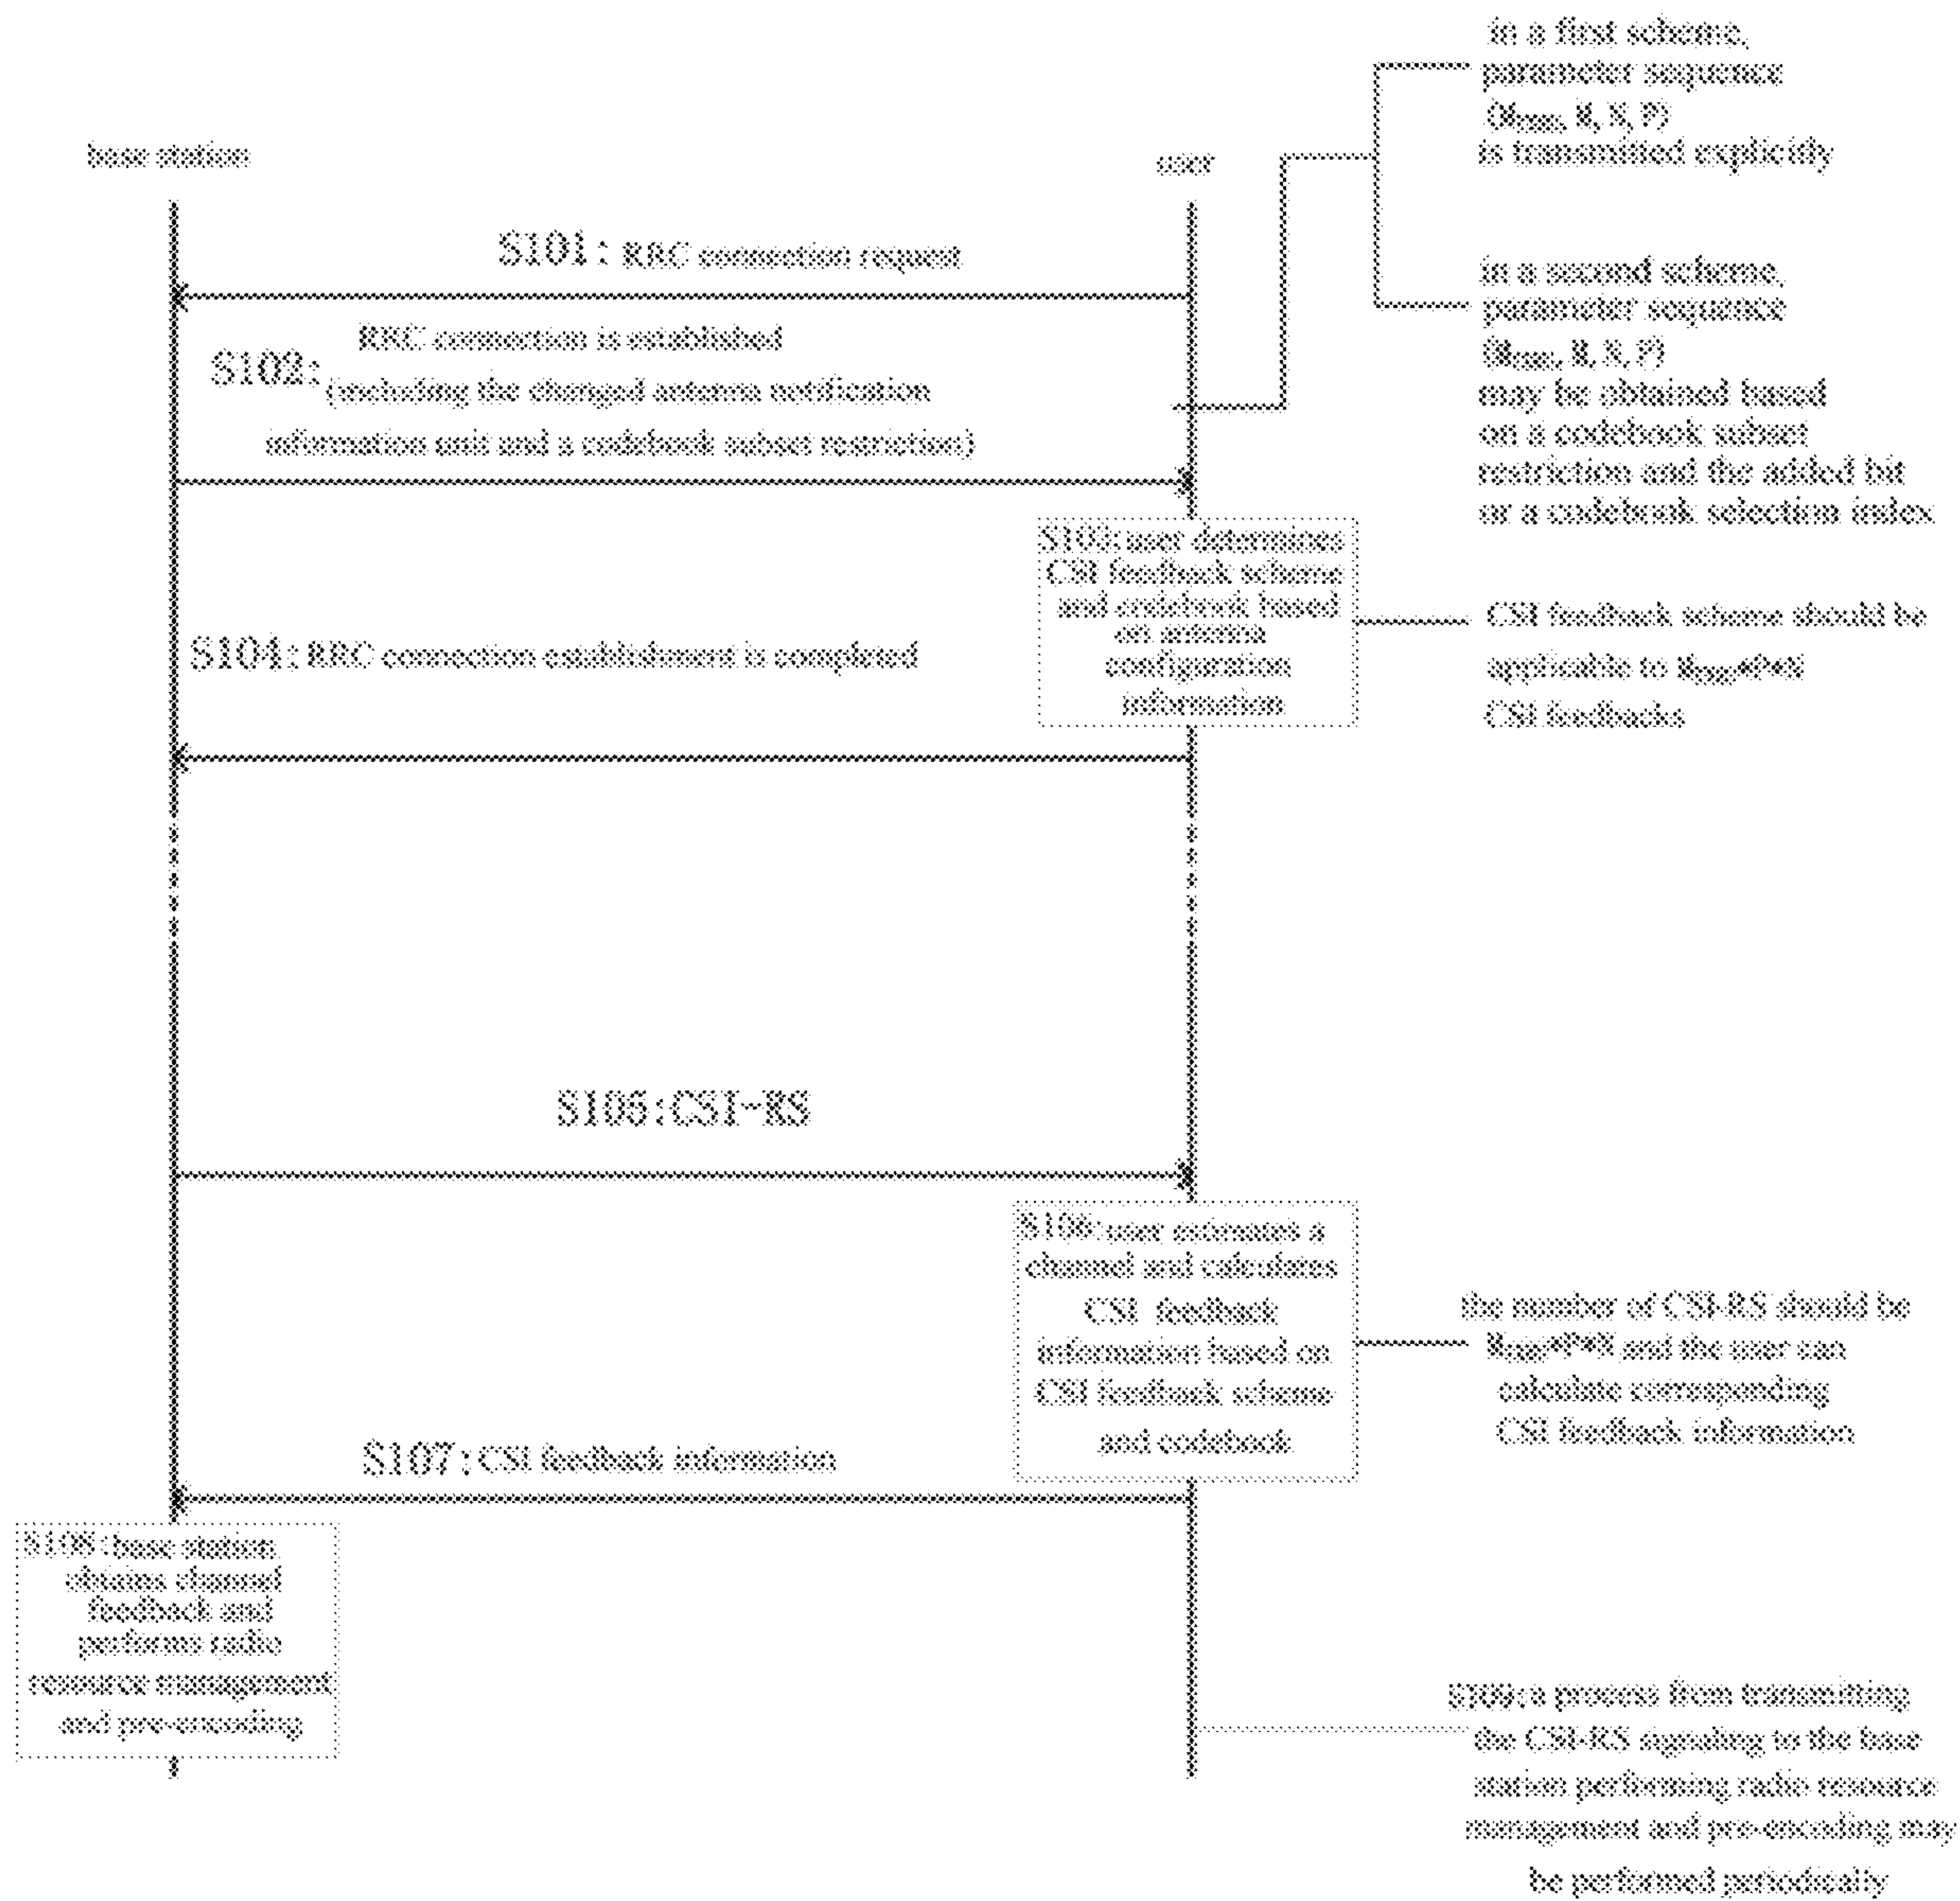 base station
user
in a first scheme,
parameter sequence
M, N, P)
is transmitted explicitly
in a second scheme,
parameter sequence
M, N, P)
may be obtained based
on a codebook subset
restriction and the added bit
or a codebook selection index
S101: RRC connection request
S102:
RRC connection is established
(including the changed antenna notification
information unit and a codebook subset restriction)
S103: user determines
CSI feedback scheme
and codebook based
on antenna
configuration
information
CSI feedback scheme should be
applicable to
CSI feedbacks
S104: RRC connection establishment is completed
S105:CSI-RS
S106: user estimates a
channel and calculates
CSI feedback
information based on
CSI feedback scheme
and codebook
the number of CSI-RS should be
and the user can
calculate corresponding
CSI feedback information
S107: CSI feedback information
S108: base station
obtains channel
feedback and
performs radio
resource management
and pre-encoding
S109: a process from transmitting
the CSI-RS signaling to the base
station performing radio resource
management and pre-encoding may
be performed periodically